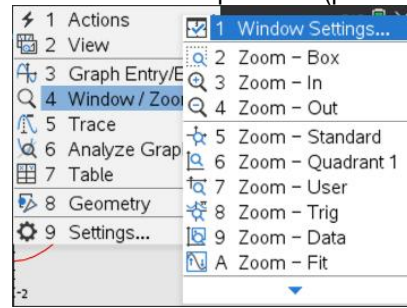 1 Actions
2 View
3 Graph Entry/E
4 Window / Zoo
5 Trace
6 Analyze Grap
7 Table
8 Geometry
9 Settings...
1 Window Settings...
2 Zoom – Box
3 Zoom – In
4 Zoom – Out
5 Zoom – Standard
6 Zoom – Quadrant 1
7 Zoom – User
8 Zoom – Trig
9 Zoom – Data
A Zoom – Fit
-2